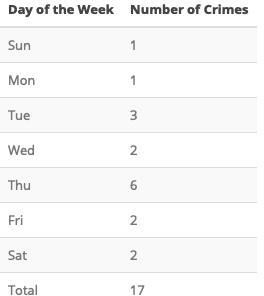 Day of the Week Number of Crimes
Sun 1
Mon 1
Tue 3
Wed 2
Thu 6
Fri 2
Sat 2
Total 17